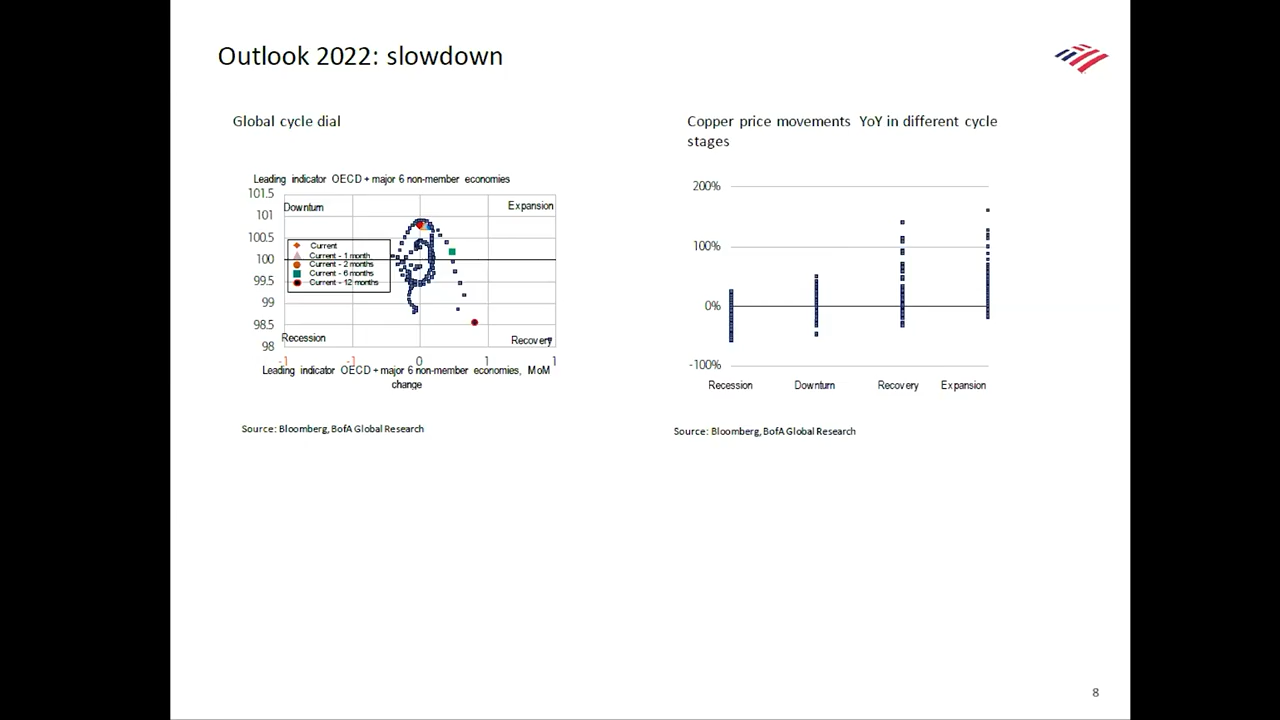 Outlook 2022: slowdown
Global cycle dial
Leading indicator OECD + major 6 non-member economies
101.5
101
100.5
100
99.5
99
98.5
98
Downturn
Expansion
Current
Current - 1 month
Current - 2 months
Current - 6 months
Current - 12 months
Recession
Recovery
-1
-1
0
1
1
Leading indicator OECD + major 6 non-member economies, MoM
change
Source: Bloomberg, BofA Global Research
Copper price movements YoY in different cycle
stages
200%
100%
0%
-100%
Recession
Downturn
Recovery
Expansion
Source: Bloomberg, BofA Global Research
8